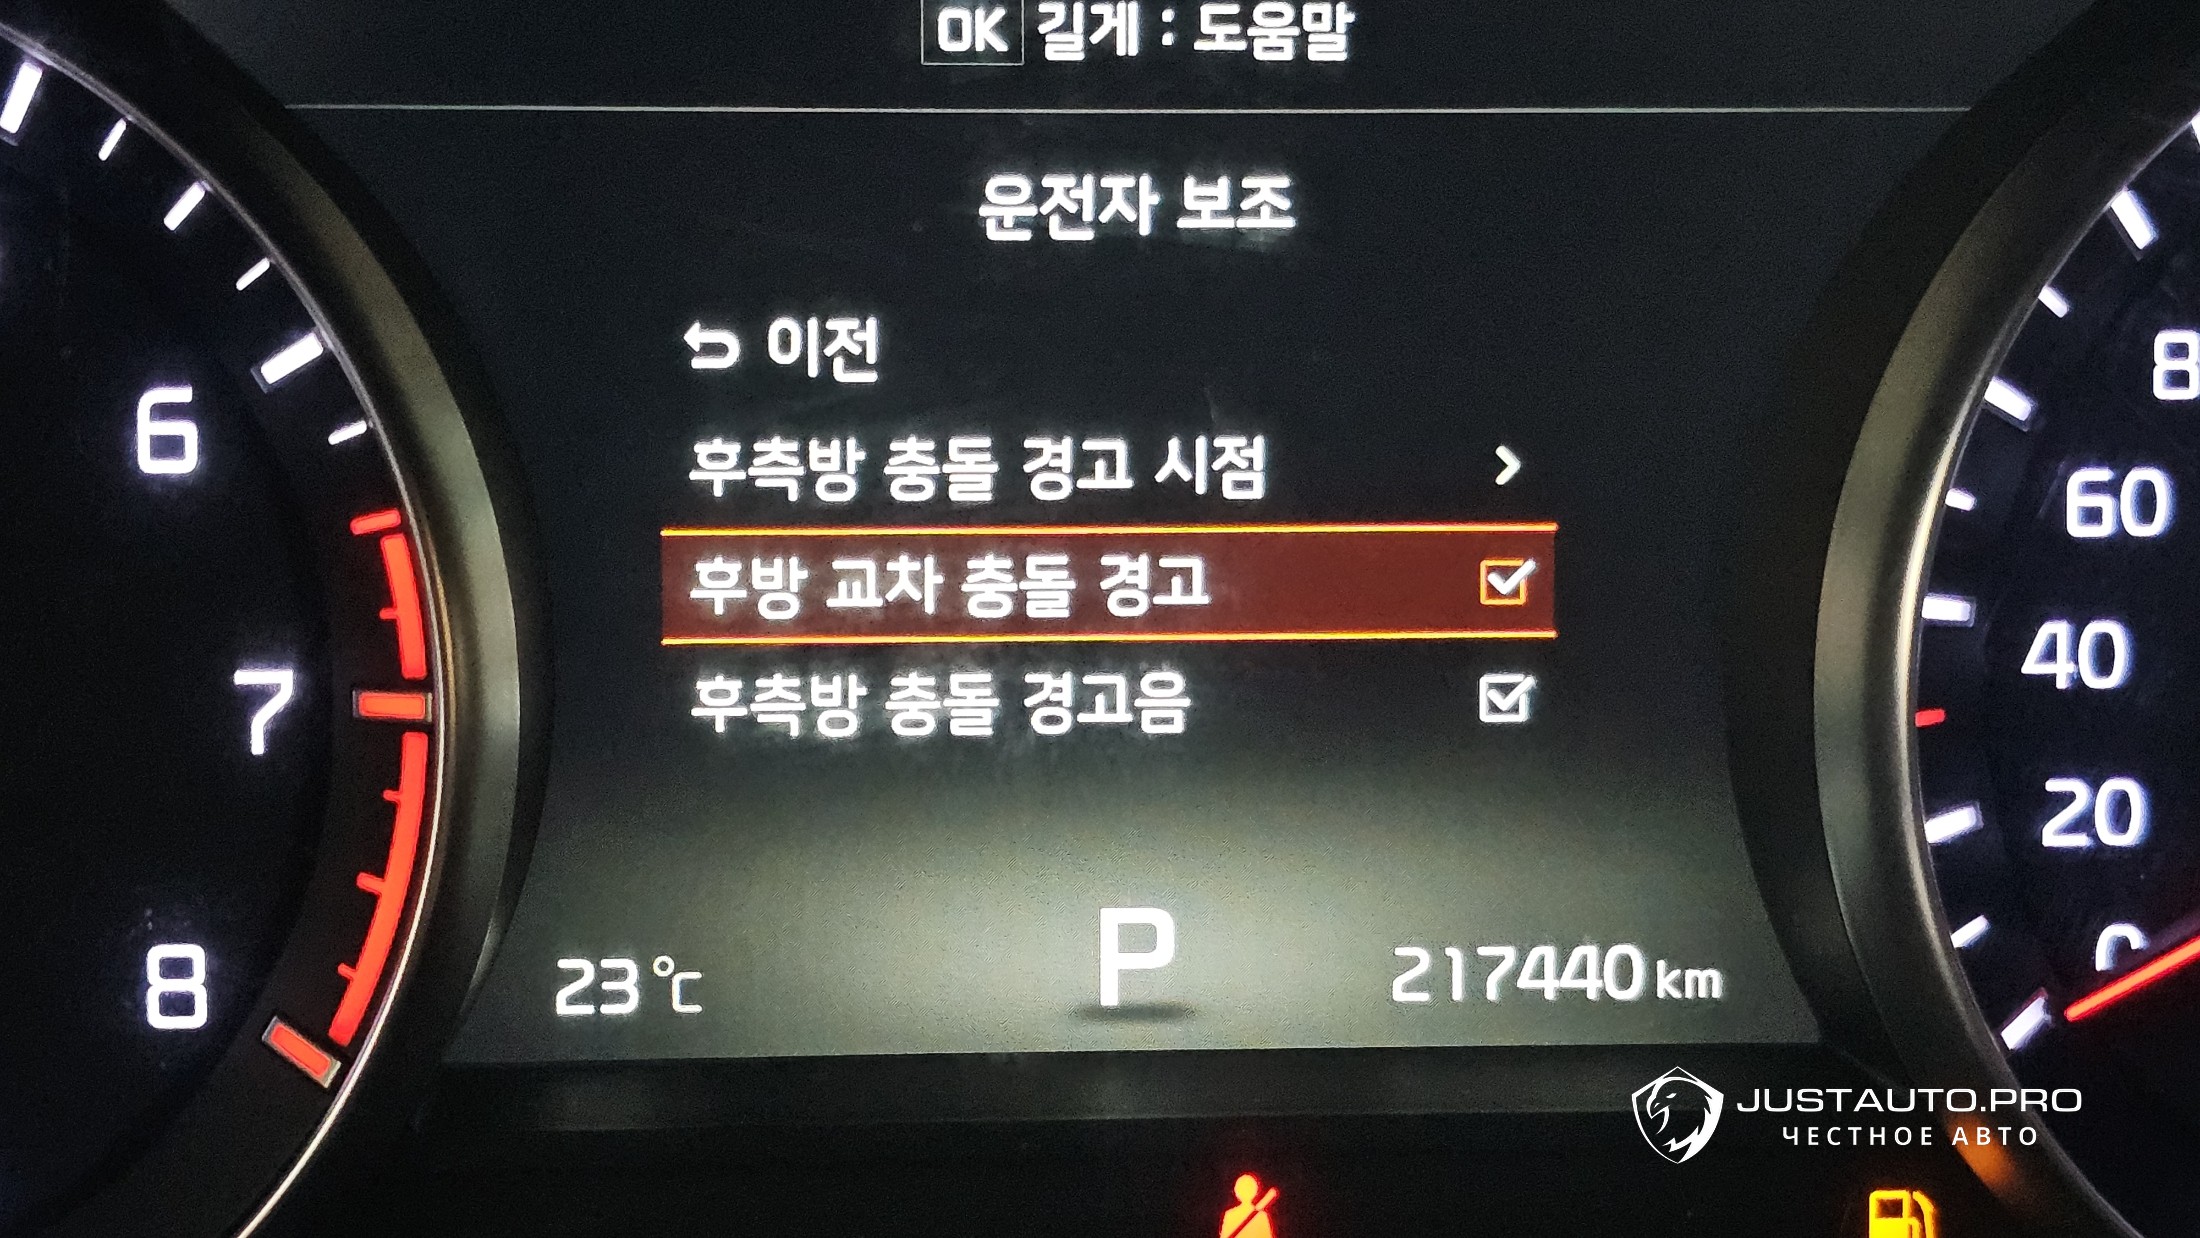 OK 길게 : 도움말
운전자 보조
이전
후측방 충돌 경고 시점
후방 교차 충돌 경고
후측방 충돌 경고음
6
7
8
8
60
40
20
0
23℃
P
217440 km
JUSTAUTO.PRO
ЧЕСТНОЕ АВТО